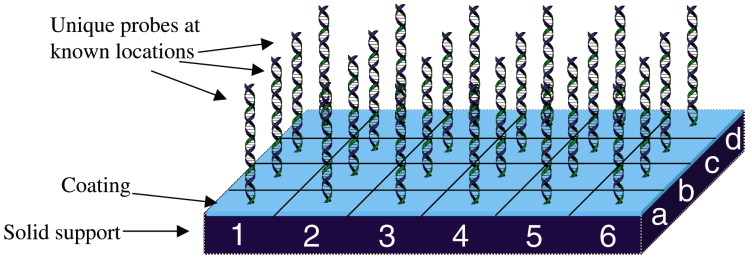 Unique probes at
known locations
Coating
Solid support
1 2 3 4 5 6
a b c d